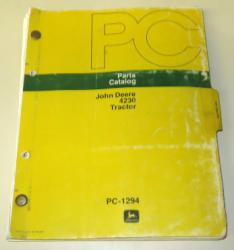 PC
Parts
Catalog
John Deere
4230
Tractor
PC-1294